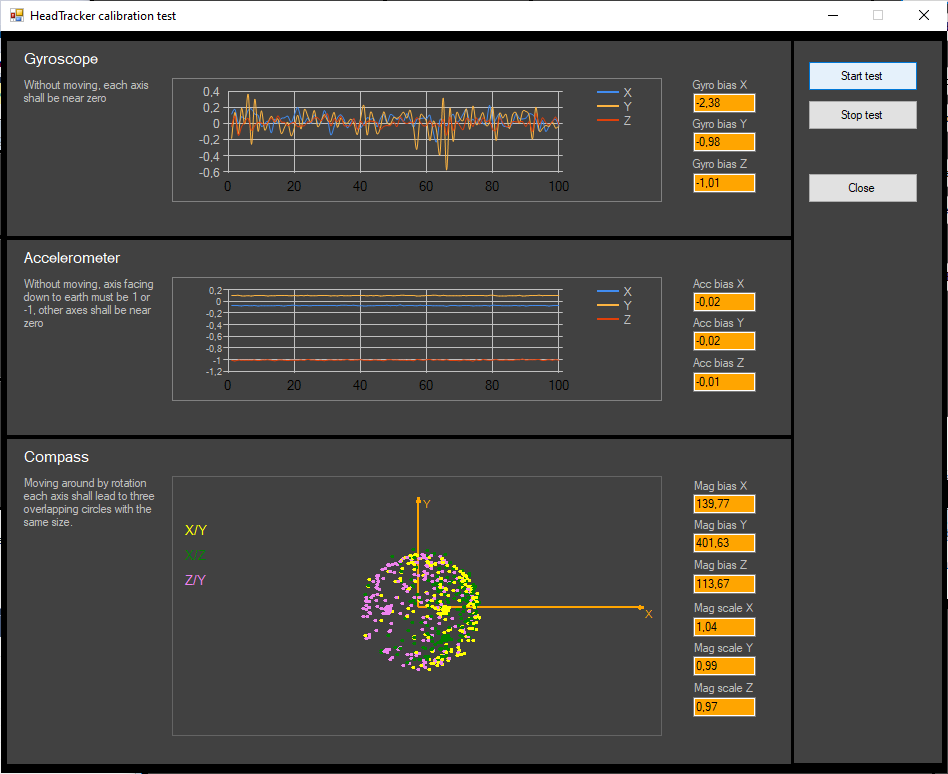 HeadTracker calibration test
Gyroscope
Without moving, each axis
shall be near zero
0,4
0,2
0
-0,2
-0,4
-0,6
0 20 40 60 80 100
X
Y
Z
Gyro bias X
-2,38
Gyro bias Y
-0,98
Gyro bias Z
-1,01
Start test
Stop test
Close
Accelerometer
Without moving, axis facing
down to earth must be 1 or
-1, other axes shall be near
zero
0,2
0
-0,2
-0,4
-0,6
-0,8
-1
-1,2
0 20 40 60 80 100
X
Y
Z
Acc bias X
-0,02
Acc bias Y
-0,02
Acc bias Z
-0,01
Compass
Moving around by rotation
each axis shall lead to three
overlapping circles with the
same size.
X/Y
X/Z
Z/Y
Y
X
Mag bias X
139,77
Mag bias Y
401,63
Mag bias Z
113,67
Mag scale X
1,04
Mag scale Y
0,99
Mag scale Z
0,97